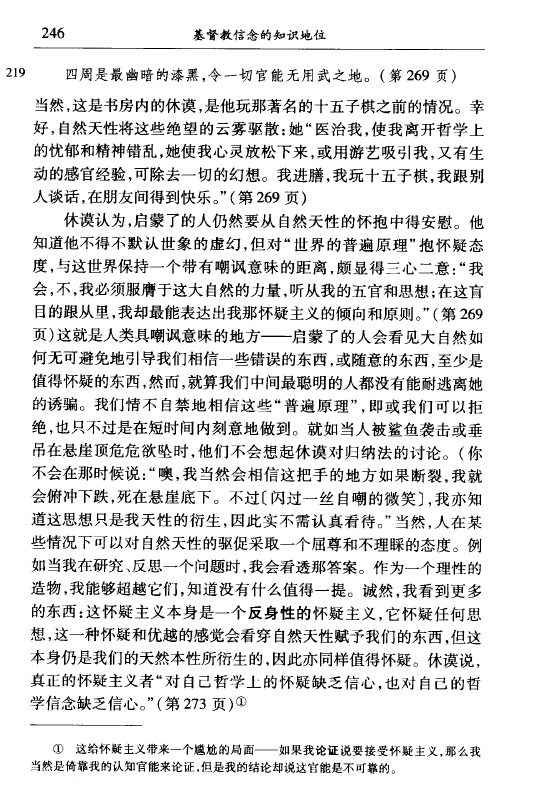 246 基督教信念的知识地位
219 四周是最幽暗的漆黑,令一切官能无用武之地。(第 269 页)
当然,这是书房内的休谟,是他玩那著名的十五子棋之前的情况。幸
好,自然天性将这些绝望的云雾驱散;她“医治我,使我离开哲学上
的忧郁和精神错乱,她使我心灵放松下来,或用游艺吸引我,又有生
动的感官经验,可除去一切的幻想。我进膳,我玩十五子棋,我跟别
人谈话,在朋友间得到快乐。”(第 269 页)
休谟认为,启蒙了的人仍然要从自然天性的怀抱中得安慰。他
知道他不得不默认世象的虚幻,但对“世界的普遍原理”抱怀疑态
度,与这世界保持一个带有嘲讽意味的距离,颇显得三心二意:“我
会,不,我必须服膺于这大自然的力量,听从我的五官和思想;在这盲
目的跟从里,我却最能表达出我那怀疑主义的倾向和原则。”(第 269
页)这就是人类具嘲讽意味的地方——启蒙了的人会看见大自然如
何无可避免地引导我们相信一些错误的东西,或随意的东西,至少是
值得怀疑的东西,然而,就算我们中间最聪明的人都没有能耐逃离她
的诱骗。我们情不自禁地相信这些“普遍原理”,即或我们可以拒
绝,也只不过是在短时间内刻意地做到。就如当人被鲨鱼袭击或垂
吊在悬崖顶危危欲坠时,他们不会想起休谟对归纳法的讨论。(你
不会在那时候说:“噢,我当然会相信这把手的地方如果断裂,我就
会俯冲下跌,死在悬崖底下。不过〔闪过一丝自嘲的微笑〕,我亦知
道这思想只是我天性的衍生,因此实不需认真看待。”当然,人在某
些情况下可以对自然天性的驱促采取一个屈尊和不理睬的态度。例
如当我在研究、反思一个问题时,我会看透那答案。作为一个理性的
造物,我能够超越它们,知道没有什么值得一提。诚然,我看到更多
的东西:这怀疑主义本身是一个反身性的怀疑主义,它怀疑任何思
想,这一种怀疑和优越的感觉会看穿自然天性赋予我们的东西,但这
本身仍是我们的天然本性所衍生的,因此亦同样值得怀疑。休谟说,
真正的怀疑主义者“对自己哲学上的怀疑缺乏信心,也对自己的哲
学信念缺乏信心。”(第 273 页)①
① 这给怀疑主义带来一个尴尬的局面——如果我论证说要接受怀疑主义,那么我
当然是倚靠我的认知官能来论证,但是我的结论却说这官能是不可靠的。